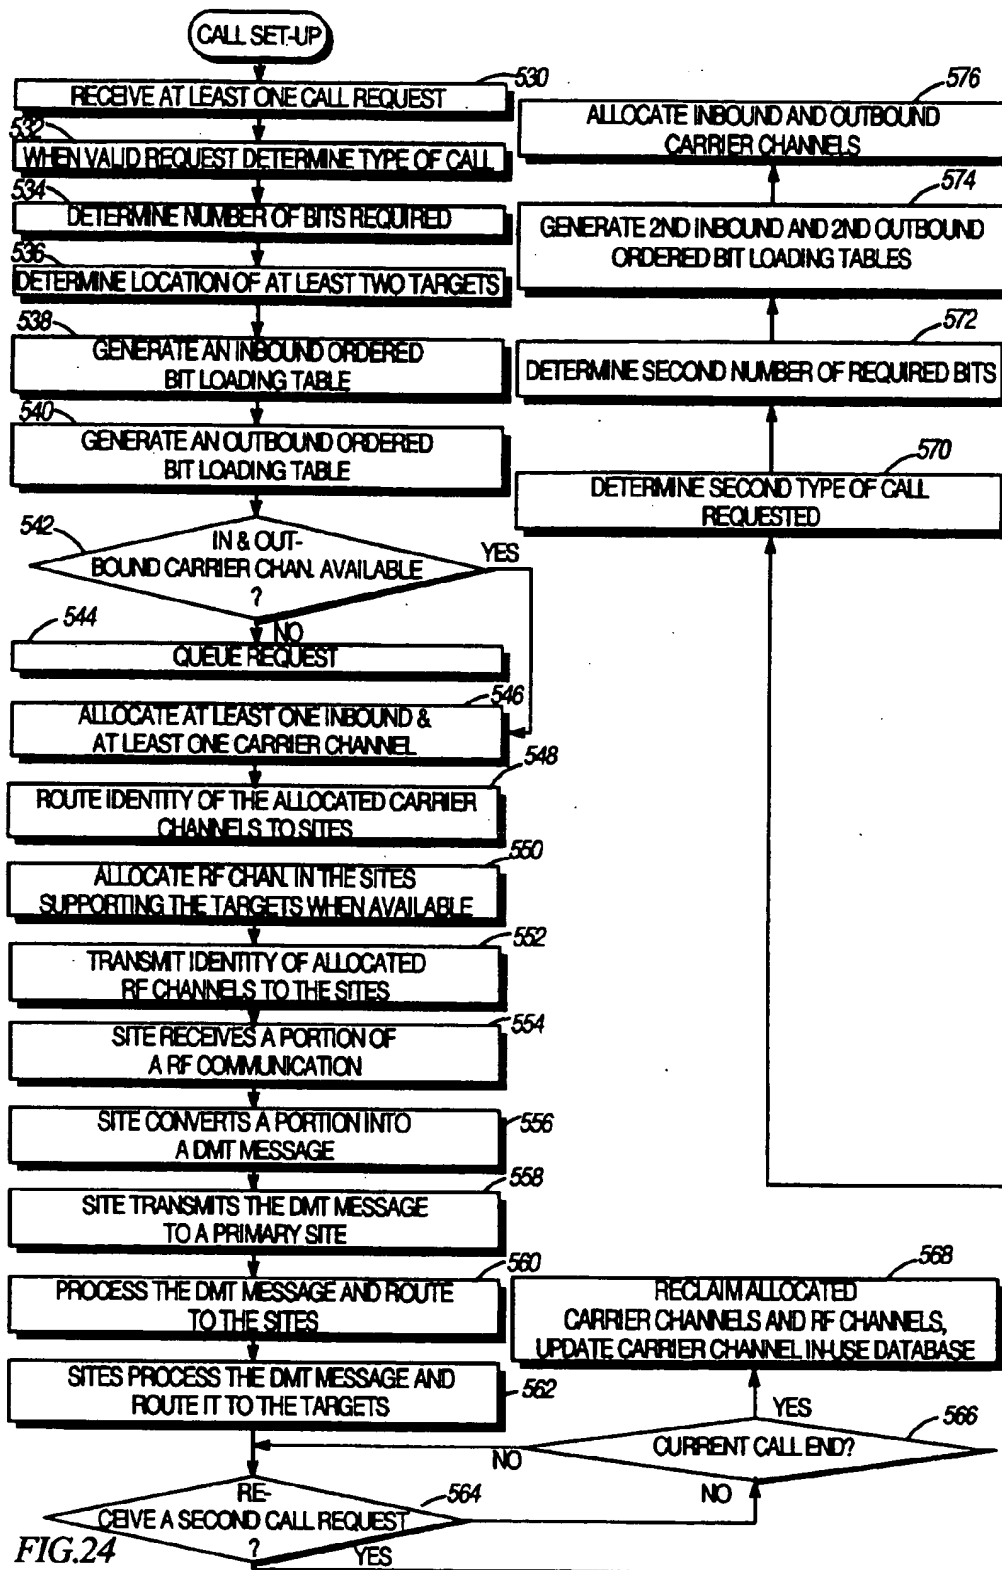 CALL SET-UP
530
RECEIVE AT LEAST ONE CALL REQUEST
532
WHEN VALID REQUEST DETERMINE TYPE OF CALL
534
DETERMINE NUMBER OF BITS REQUIRED
536
DETERMINE LOCATION OF AT LEAST TWO TARGETS
538
GENERATE AN INBOUND ORDERED
BIT LOADING TABLE
540
GENERATE AN OUTBOUND ORDERED
BIT LOADING TABLE
542
IN & OUT-
BOUND CARRIER CHAN. AVAILABLE
?
YES
NO
544
QUEUE REQUEST
546
ALLOCATE AT LEAST ONE INBOUND &
AT LEAST ONE CARRIER CHANNEL
548
ROUTE IDENTITY OF THE ALLOCATED CARRIER
CHANNELS TO SITES
550
ALLOCATE RF CHAN. IN THE SITES
SUPPORTING THE TARGETS WHEN AVAILABLE
552
TRANSMIT IDENTITY OF ALLOCATED
RF CHANNELS TO THE SITES
554
SITE RECEIVES A PORTION OF
A RF COMMUNICATION
556
SITE CONVERTS A PORTION INTO
A DMT MESSAGE
558
SITE TRANSMITS THE DMT MESSAGE
TO A PRIMARY SITE
560
PROCESS THE DMT MESSAGE AND ROUTE
TO THE SITES
562
SITES PROCESS THE DMT MESSAGE AND
ROUTE IT TO THE TARGETS
564
RE-
CEIVE A SECOND CALL REQUEST
?
YES
NO
566
CURRENT CALL END?
NO
YES
568
RECLAIM ALLOCATED
CARRIER CHANNELS AND RF CHANNELS,
UPDATE CARRIER CHANNEL IN-USE DATABASE
570
DETERMINE SECOND TYPE OF CALL
REQUESTED
572
DETERMINE SECOND NUMBER OF REQUIRED BITS
574
GENERATE 2ND INBOUND AND 2ND OUTBOUND
ORDERED BIT LOADING TABLES
576
ALLOCATE INBOUND AND OUTBOUND
CARRIER CHANNELS
FIG.24